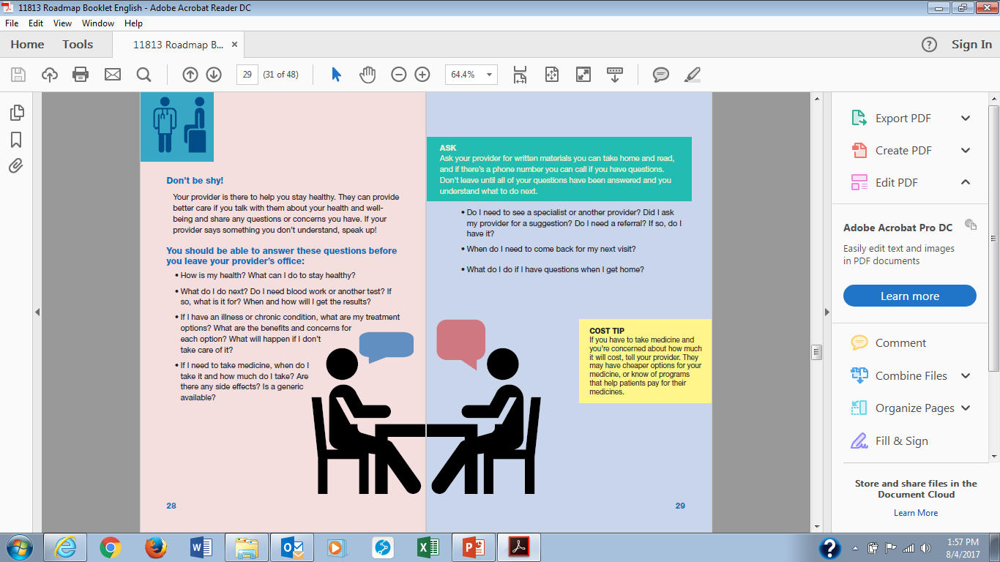 11813 Roadmap Booklet English - Adobe Acrobat Reader DC
File Edit View Window Help
Home Tools 11813 Roadmap B... × ? Sign In
29 (31 of 48) 64.4%
Don't be shy!
Your provider is there to help you stay healthy. They can provide
better care if you talk with them about your health and well-
being and share any questions or concerns you have. If your
provider says something you don't understand, speak up!
You should be able to answer these questions before
you leave your provider's office:
• How is my health? What can I do to stay healthy?
• What do I do next? Do I need blood work or another test? If
so, what is it for? When and how will I get the results?
• If I have an illness or chronic condition, what are my treatment
options? What are the benefits and concerns for
each option? What will happen if I don't
take care of it?
• If I need to take medicine, when do I
take it and how much do I take? Are
there any side effects? Is a generic
available?
28
ASK
Ask your provider for written materials you can take home and read,
and if there's a phone number you can call if you have questions.
Don't leave until all of your questions have been answered and you
understand what to do next.
• Do I need to see a specialist or another provider? Did I ask
my provider for a suggestion? Do I need a referral? If so, do I
have it?
• When do I need to come back for my next visit?
• What do I do if I have questions when I get home?
COST TIP
If you have to take medicine and
you're concerned about how much
it will cost, tell your provider. They
may have cheaper options for your
medicine, or know of programs
that help patients pay for their
medicines.
29
Export PDF
Create PDF
Edit PDF
Adobe Acrobat Pro DC
Easily edit text and images
in PDF documents
Learn more
Comment
Combine Files
Organize Pages
Fill & Sign
Store and share files in the
Document Cloud
Learn More
1:57 PM
8/4/2017